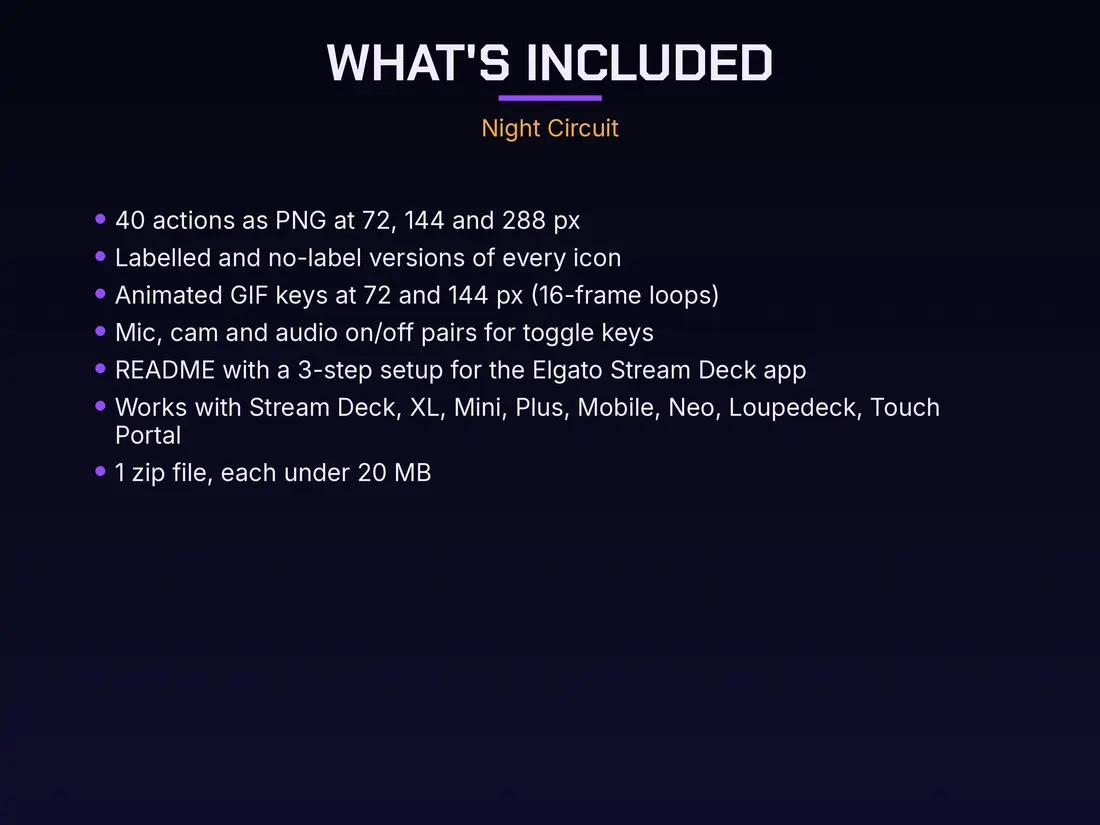 WHAT'S INCLUDED
Night Circuit
• 40 actions as PNG at 72, 144 and 288 px
• Labelled and no-label versions of every icon
• Animated GIF keys at 72 and 144 px (16-frame loops)
• Mic, cam and audio on/off pairs for toggle keys
• README with a 3-step setup for the Elgato Stream Deck app
• Works with Stream Deck, XL, Mini, Plus, Mobile, Neo, Loupedeck, Touch
Portal
• 1 zip file, each under 20 MB